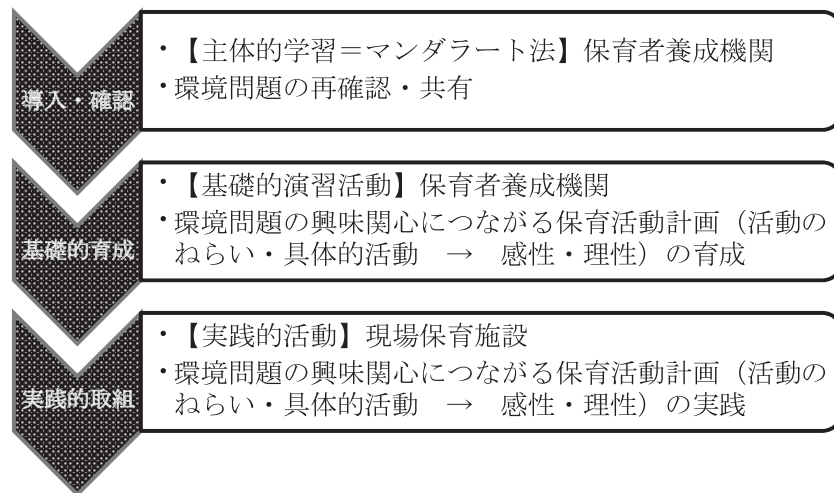 導入・確認
・【主体的学習＝マンダラート法】保育者養成機関
・環境問題の再確認・共有
基礎的育成
・【基礎的演習活動】保育者養成機関
・環境問題の興味関心につながる保育活動計画（活動の
ねらい・具体的活動　→　感性・理性）の育成
実践的取組
・【実践的活動】現場保育施設
・環境問題の興味関心につながる保育活動計画（活動の
ねらい・具体的活動　→　感性・理性）の実践